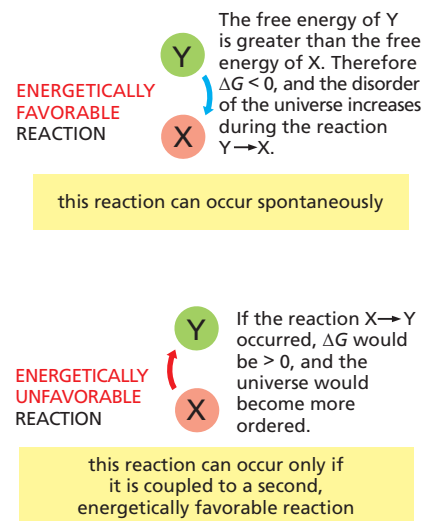 The free energy of Y
is greater than the free
energy of X. Therefore
ΔG < 0, and the disorder
of the universe increases
during the reaction
Y→X.
Y
X
ENERGETICALLY
FAVORABLE
REACTION
this reaction can occur spontaneously
If the reaction X→Y
occurred, ΔG would
be > 0, and the
universe would
become more
ordered.
Y
X
ENERGETICALLY
UNFAVORABLE
REACTION
this reaction can occur only if
it is coupled to a second,
energetically favorable reaction